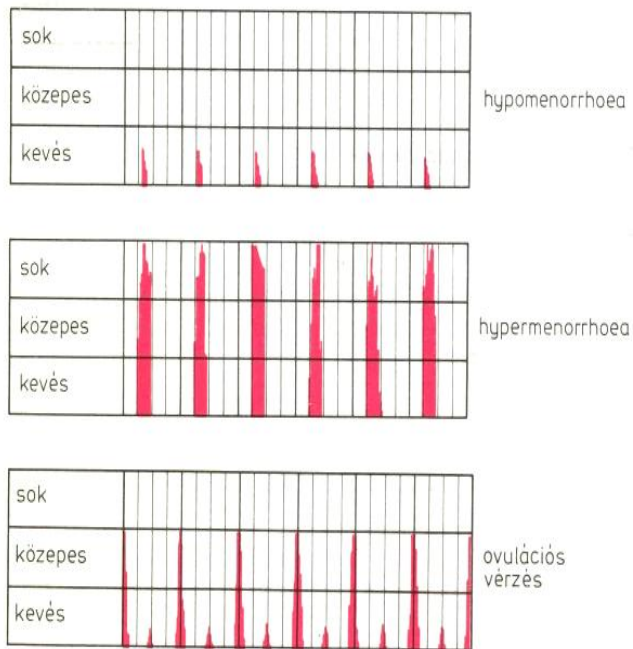 sok
közepes
hypomenorrhoea
kevés
sok
közepes
hypermenorrhoea
kevés
sok
közepes
ovulációs
vérzés
kevés